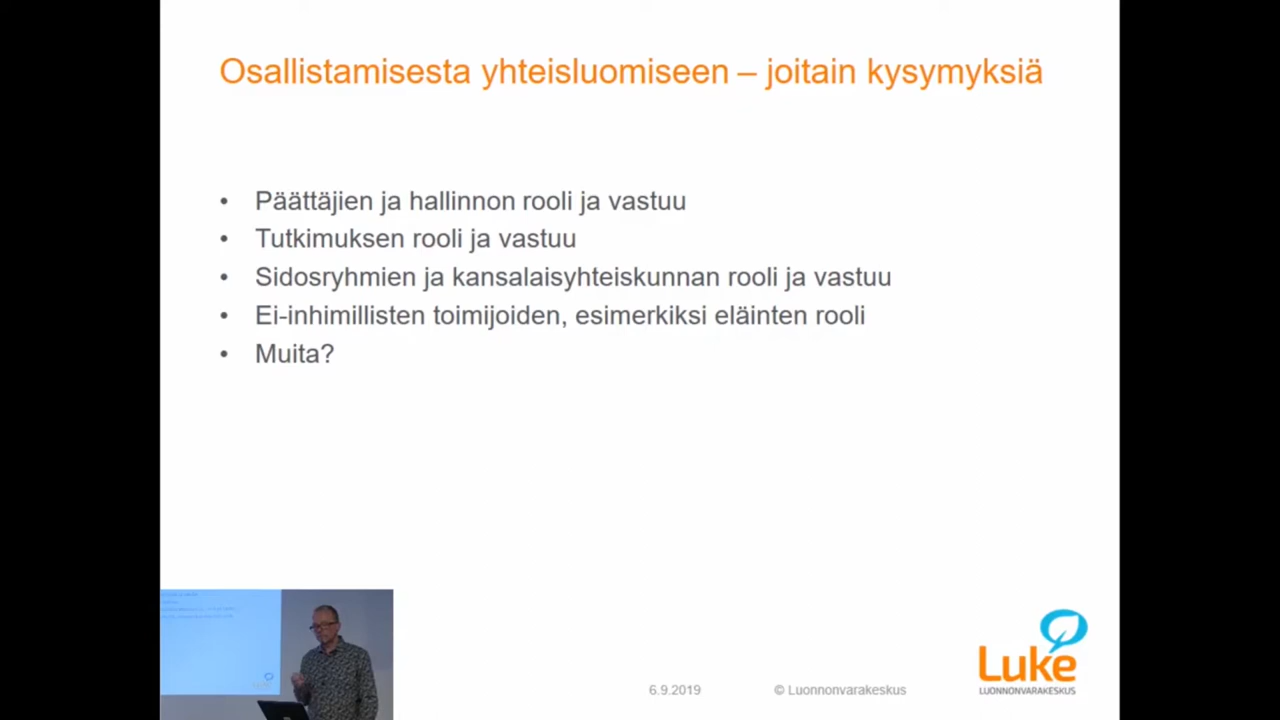 Osallistamisesta yhteisluomiseen – joitain kysymyksiä
• Päättäjien ja hallinnon rooli ja vastuu
• Tutkimuksen rooli ja vastuu
• Sidosryhmien ja kansalaisyhteiskunnan rooli ja vastuu
• Ei-inhimillisten toimijoiden, esimerkiksi eläinten rooli
• Muita?
Luke
LUONNONVARAKESKUS
6.9.2019
© Luonnonvarakeskus